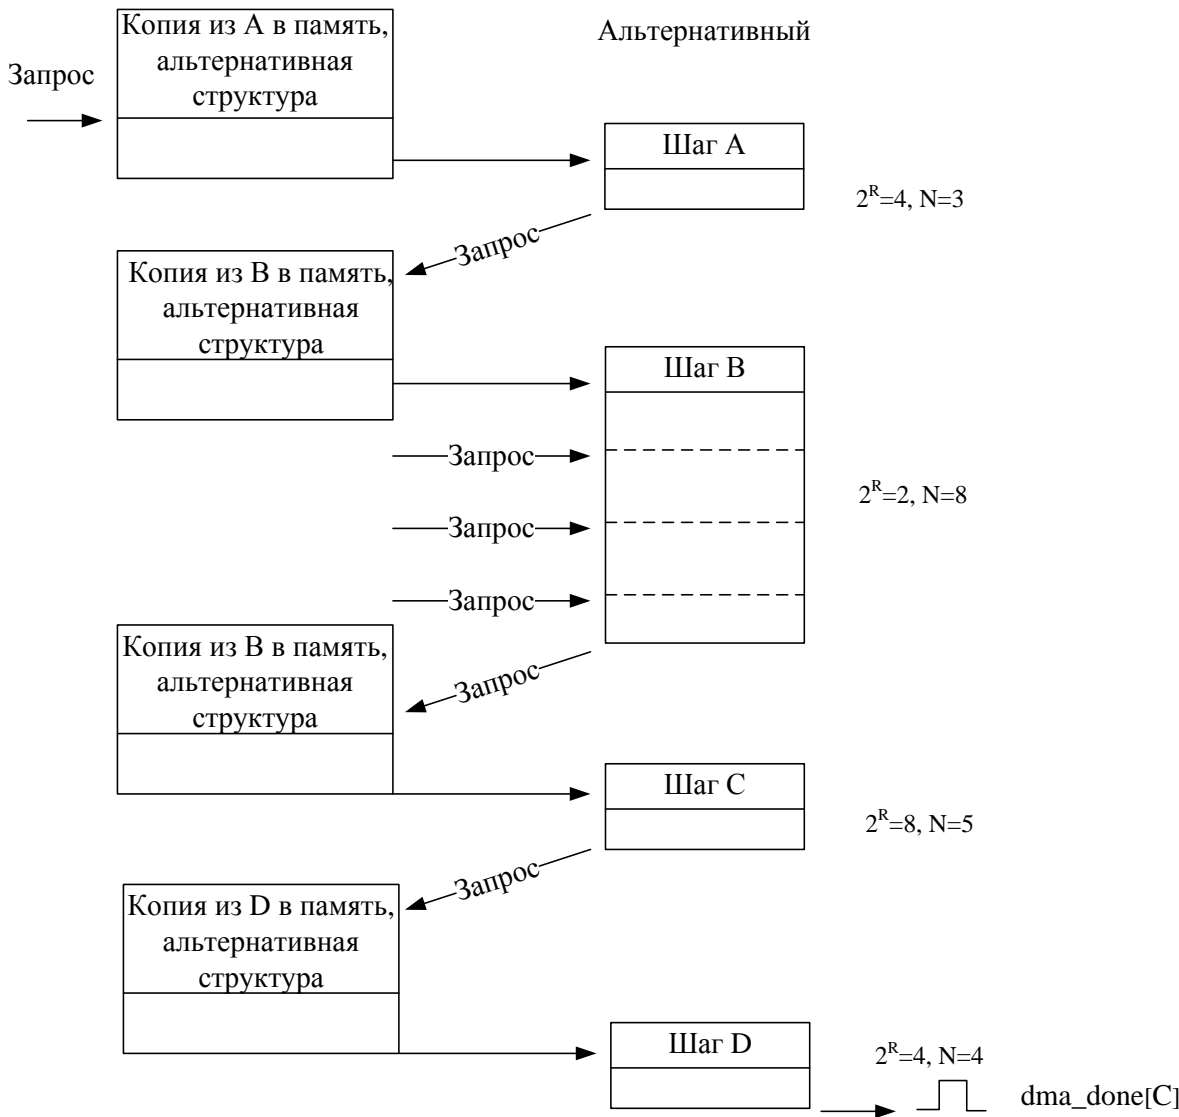 Копия из A в память,
альтернативная
структура
Альтернативный
Запрос
Шаг A
2^R=4, N=3
Запрос
Копия из B в память,
альтернативная
структура
Шаг B
Запрос
2^R=2, N=8
Запрос
Запрос
Копия из B в память,
альтернативная
структура
Запрос
Шаг C
2^R=8, N=5
Запрос
Копия из D в память,
альтернативная
структура
Шаг D
2^R=4, N=4
dma_done[C]